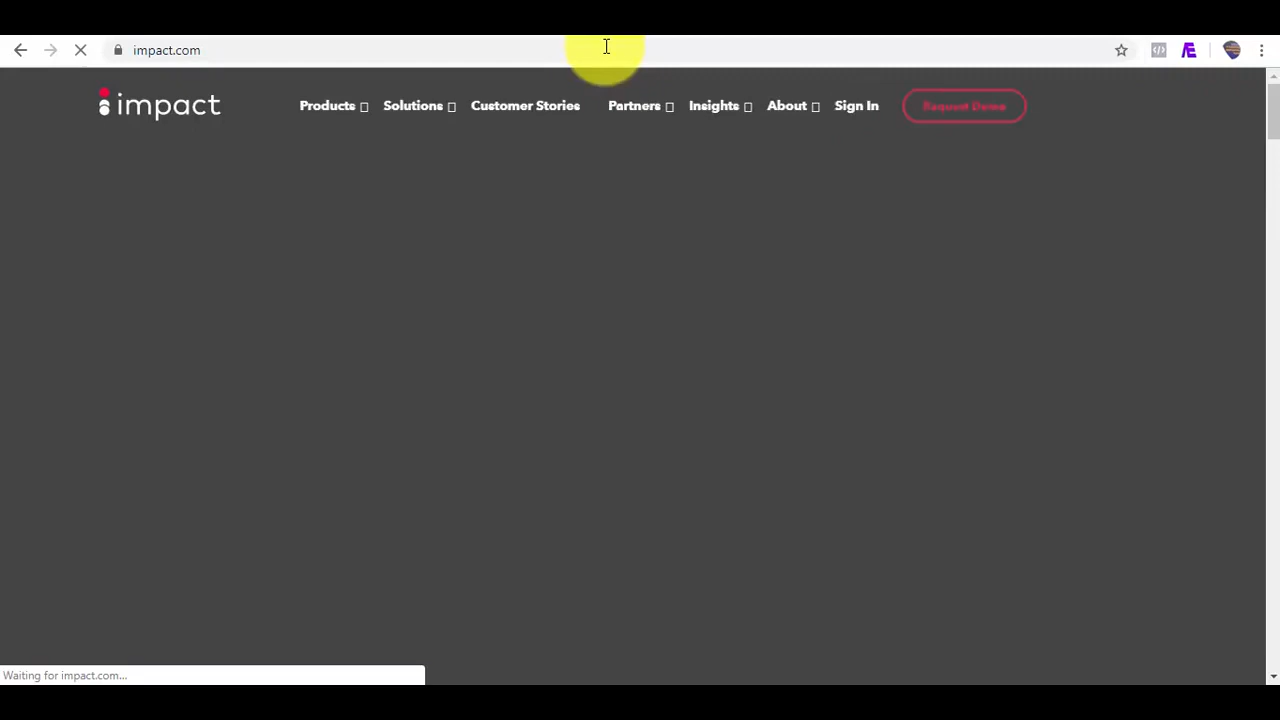 impact.com
impact Products Solutions Customer Stories Partners Insights About Sign In Request Demo
Waiting for impact.com...